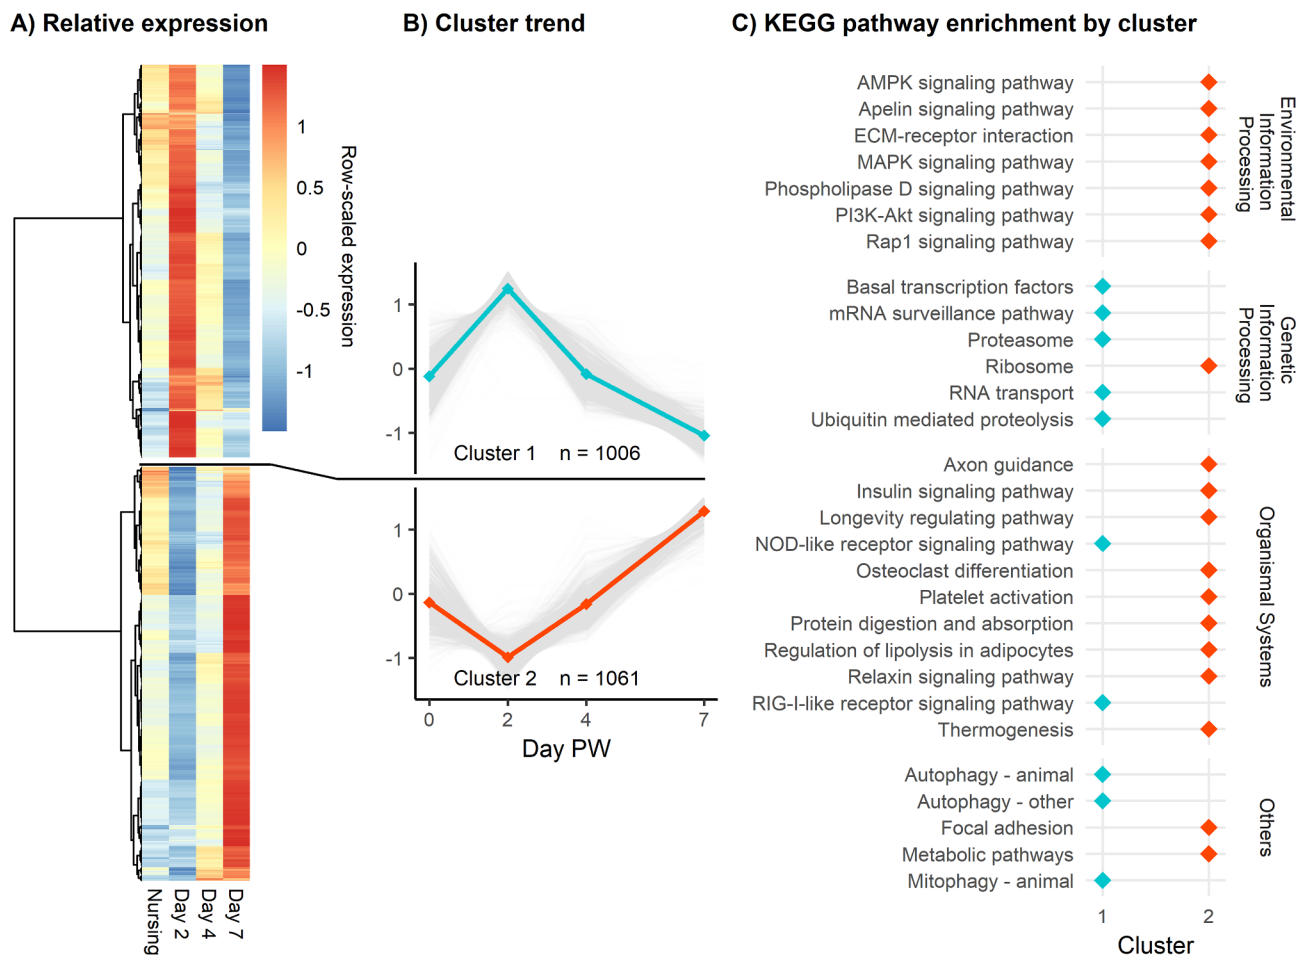 A) Relative expression
1
0.5
0
-0.5
-1
Row-scaled expression
Nursing
Day 2
Day 4
Day 7
B) Cluster trend
1
0
-1
Cluster 1 n = 1006
1
0
-1
Cluster 2 n = 1061
0 2 4 7
Day PW
C) KEGG pathway enrichment by cluster
AMPK signaling pathway
Apelin signaling pathway
ECM-receptor interaction
MAPK signaling pathway
Phospholipase D signaling pathway
PI3K-Akt signaling pathway
Rap1 signaling pathway
Environmental
Information
Processing
Basal transcription factors
mRNA surveillance pathway
Proteasome
Ribosome
RNA transport
Ubiquitin mediated proteolysis
Genetic
Information
Processing
Axon guidance
Insulin signaling pathway
Longevity regulating pathway
NOD-like receptor signaling pathway
Osteoclast differentiation
Platelet activation
Protein digestion and absorption
Regulation of lipolysis in adipocytes
Relaxin signaling pathway
RIG-I-like receptor signaling pathway
Thermogenesis
Organismal Systems
Autophagy - animal
Autophagy - other
Focal adhesion
Metabolic pathways
Mitophagy - animal
Others
1 2
Cluster